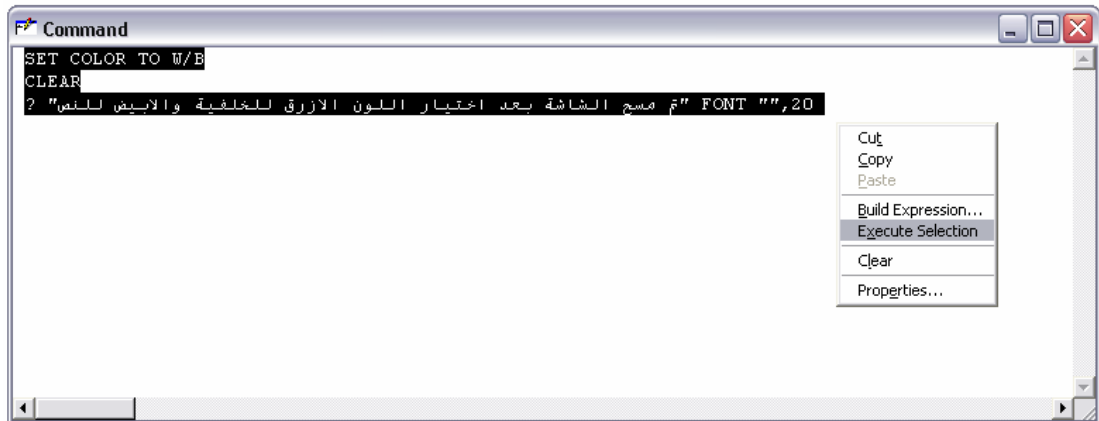 Command
SET COLOR TO W/B
CLEAR
? "تم مسح الشاشة بعد اختيار اللون الازرق للخلفية والابيض للنص" FONT "",20
Cut
Copy
Paste
Build Expression...
Execute Selection
Clear
Properties...